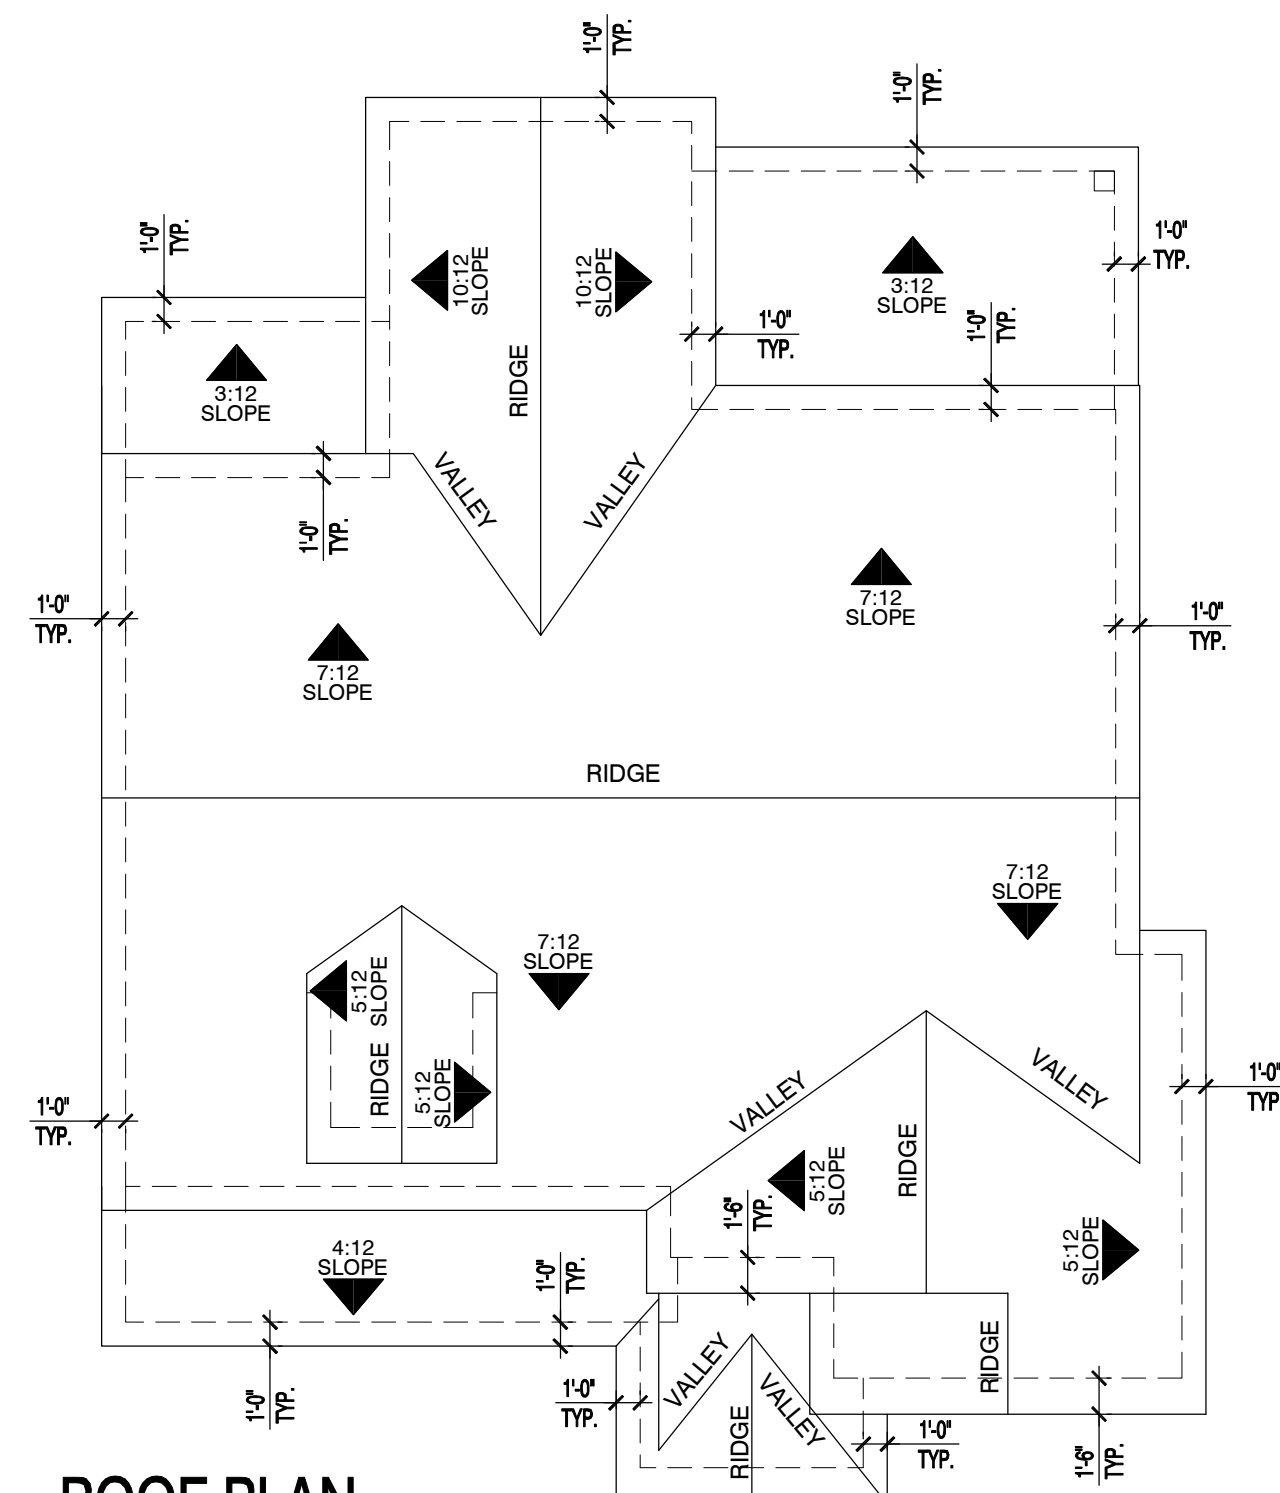 1'-0"
TYP.
1'-0"
TYP.
1'-0"
TYP.
1'-0"
TYP.
10:12
SLOPE
10:12
SLOPE
3:12
SLOPE
1'-0"
TYP.
1'-0"
TYP.
3:12
SLOPE
RIDGE
VALLEY
VALLEY
1'-0"
TYP.
7:12
SLOPE
1'-0"
TYP.
1'-0"
TYP.
7:12
SLOPE
RIDGE
7:12
SLOPE
7:12
SLOPE
5:12
SLOPE
RIDGE
5:12
SLOPE
1'-0"
TYP.
VALLEY
VALLEY
1'-0"
TYP
RIDGE
5:12
SLOPE
1'-6"
TYP.
5:12
SLOPE
4:12
SLOPE
1'-0"
TYP.
RIDGE
VALLEY
VALLEY
1'-0"
TYP.
1'-0"
TYP.
RIDGE
1'-0"
TYP.
1'-6"
TYP.
ROOF PLAN